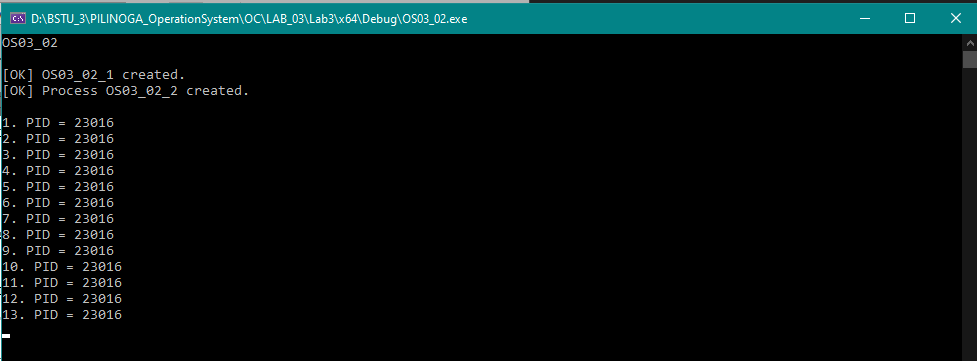 D:\BSTU_3\PILINOGA_OperationSystem\OC\LAB_03\Lab3\x64\Debug\OS03_02.exe
OS03_02
[OK] OS03_02_1 created.
[OK] Process OS03_02_2 created.
1. PID = 23016
2. PID = 23016
3. PID = 23016
4. PID = 23016
5. PID = 23016
6. PID = 23016
7. PID = 23016
8. PID = 23016
9. PID = 23016
10. PID = 23016
11. PID = 23016
12. PID = 23016
13. PID = 23016